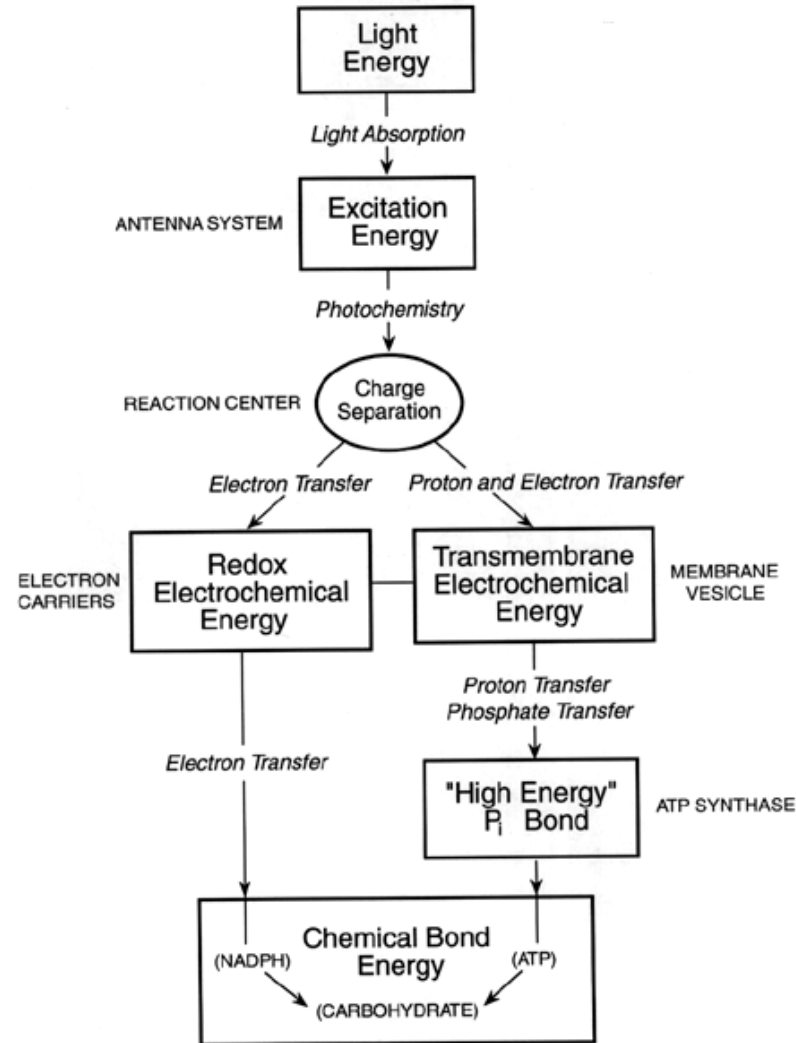 Light
Energy
Light Absorption
ANTENNA SYSTEM
Excitation
Energy
Photochemistry
REACTION CENTER
Charge
Separation
Electron Transfer
Proton and Electron Transfer
ELECTRON
CARRIERS
Redox
Electrochemical
Energy
Transmembrane
Electrochemical
Energy
MEMBRANE
VESICLE
Proton Transfer
Phosphate Transfer
Electron Transfer
"High Energy"
Pi Bond
ATP SYNTHASE
Chemical Bond
Energy
(NADPH)
(ATP)
(CARBOHYDRATE)